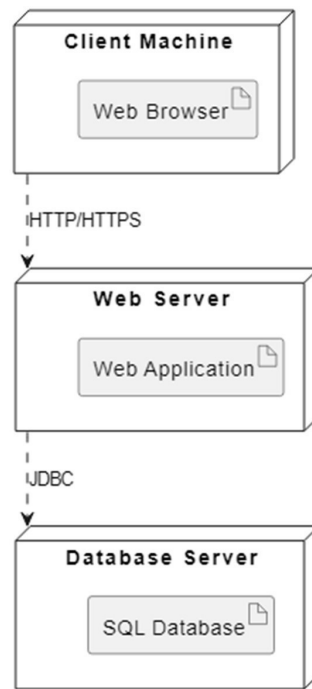 Client Machine
Web Browser
HTTP/HTTPS
Web Server
Web Application
JDBC
Database Server
SQL Database